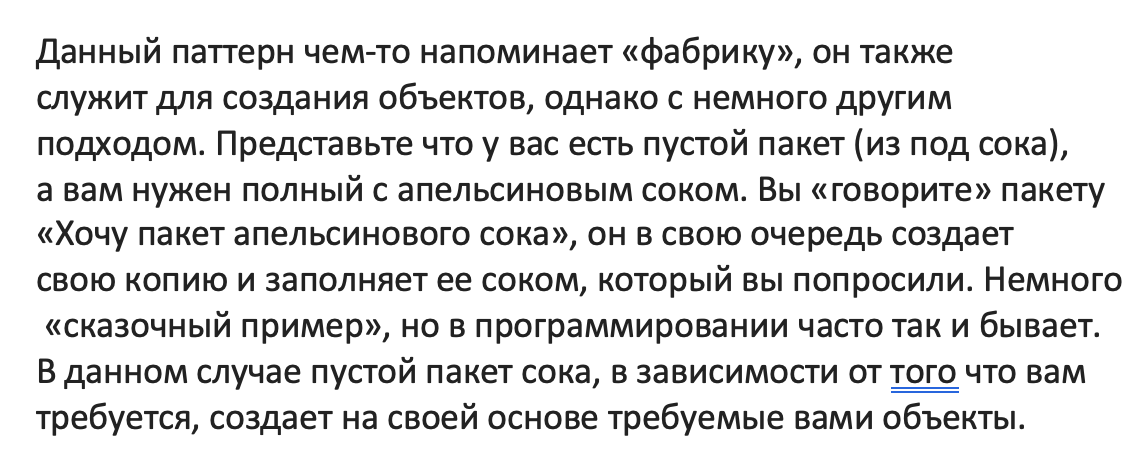 Данный паттерн чем-то напоминает «фабрику», он также
служит для создания объектов, однако с немного другим
подходом. Представьте что у вас есть пустой пакет (из под сока),
а вам нужен полный с апельсиновым соком. Вы «говорите» пакету
«Хочу пакет апельсинового сока», он в свою очередь создает
свою копию и заполняет ее соком, который вы попросили. Немного
«сказочный пример», но в программировании часто так и бывает.
В данном случае пустой пакет сока, в зависимости от того что вам
требуется, создает на своей основе требуемые вами объекты.